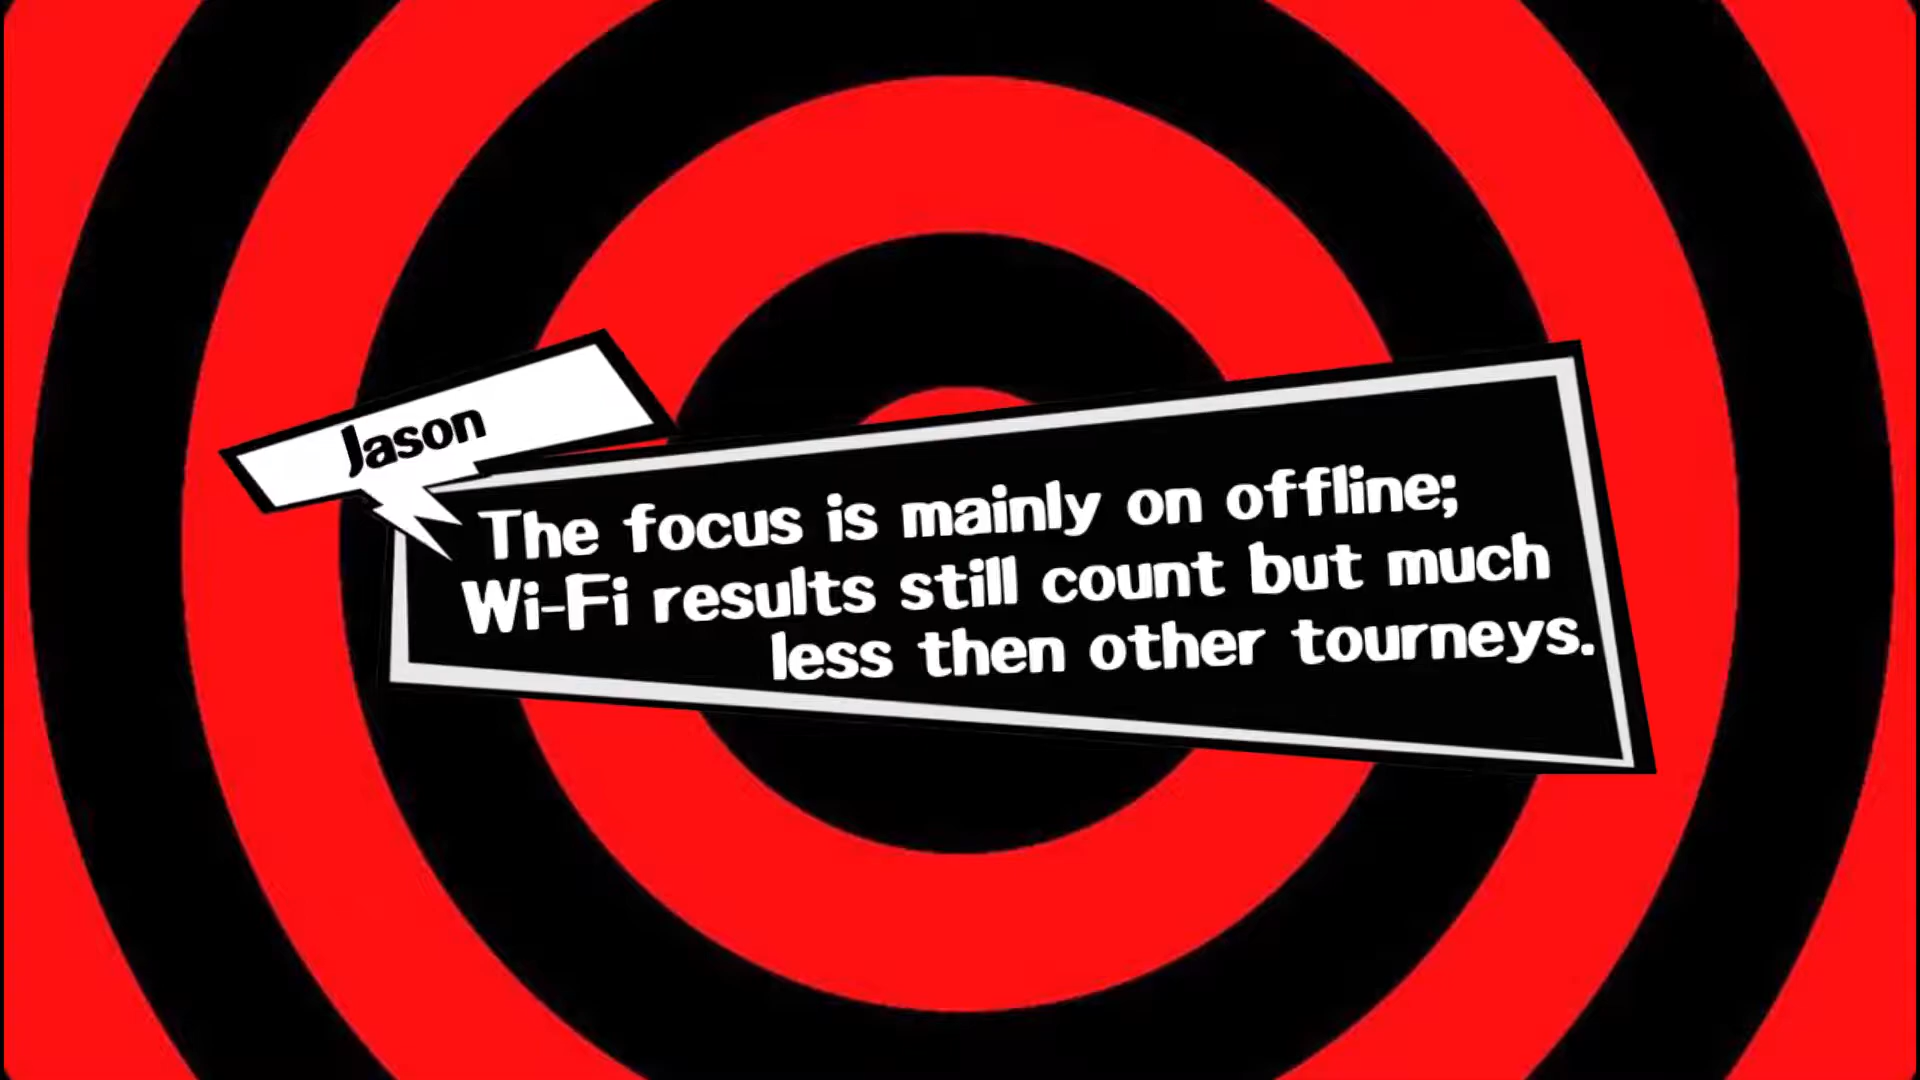 Jason
The focus is mainly on offline;
Wi-Fi results still count but much
less then other tourneys.